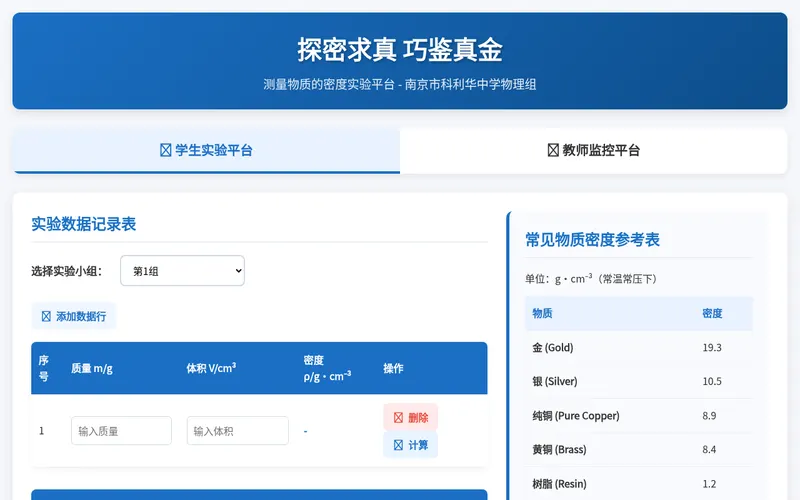 探密求真 巧鉴真金
测量物质的密度实验平台 - 南京市科利华中学物理组
学生实验平台
教师监控平台
实验数据记录表
选择实验小组：
第1组
添加数据行
序号 质量 m/g 体积 V/cm³ 密度 ρ/g·cm⁻³ 操作
1 输入质量 输入体积 - 删除
计算
常见物质密度参考表
单位：g·cm⁻³（常温常压下）
物质 密度
金 (Gold) 19.3
银 (Silver) 10.5
纯铜 (Pure Copper) 8.9
黄铜 (Brass) 8.4
树脂 (Resin) 1.2